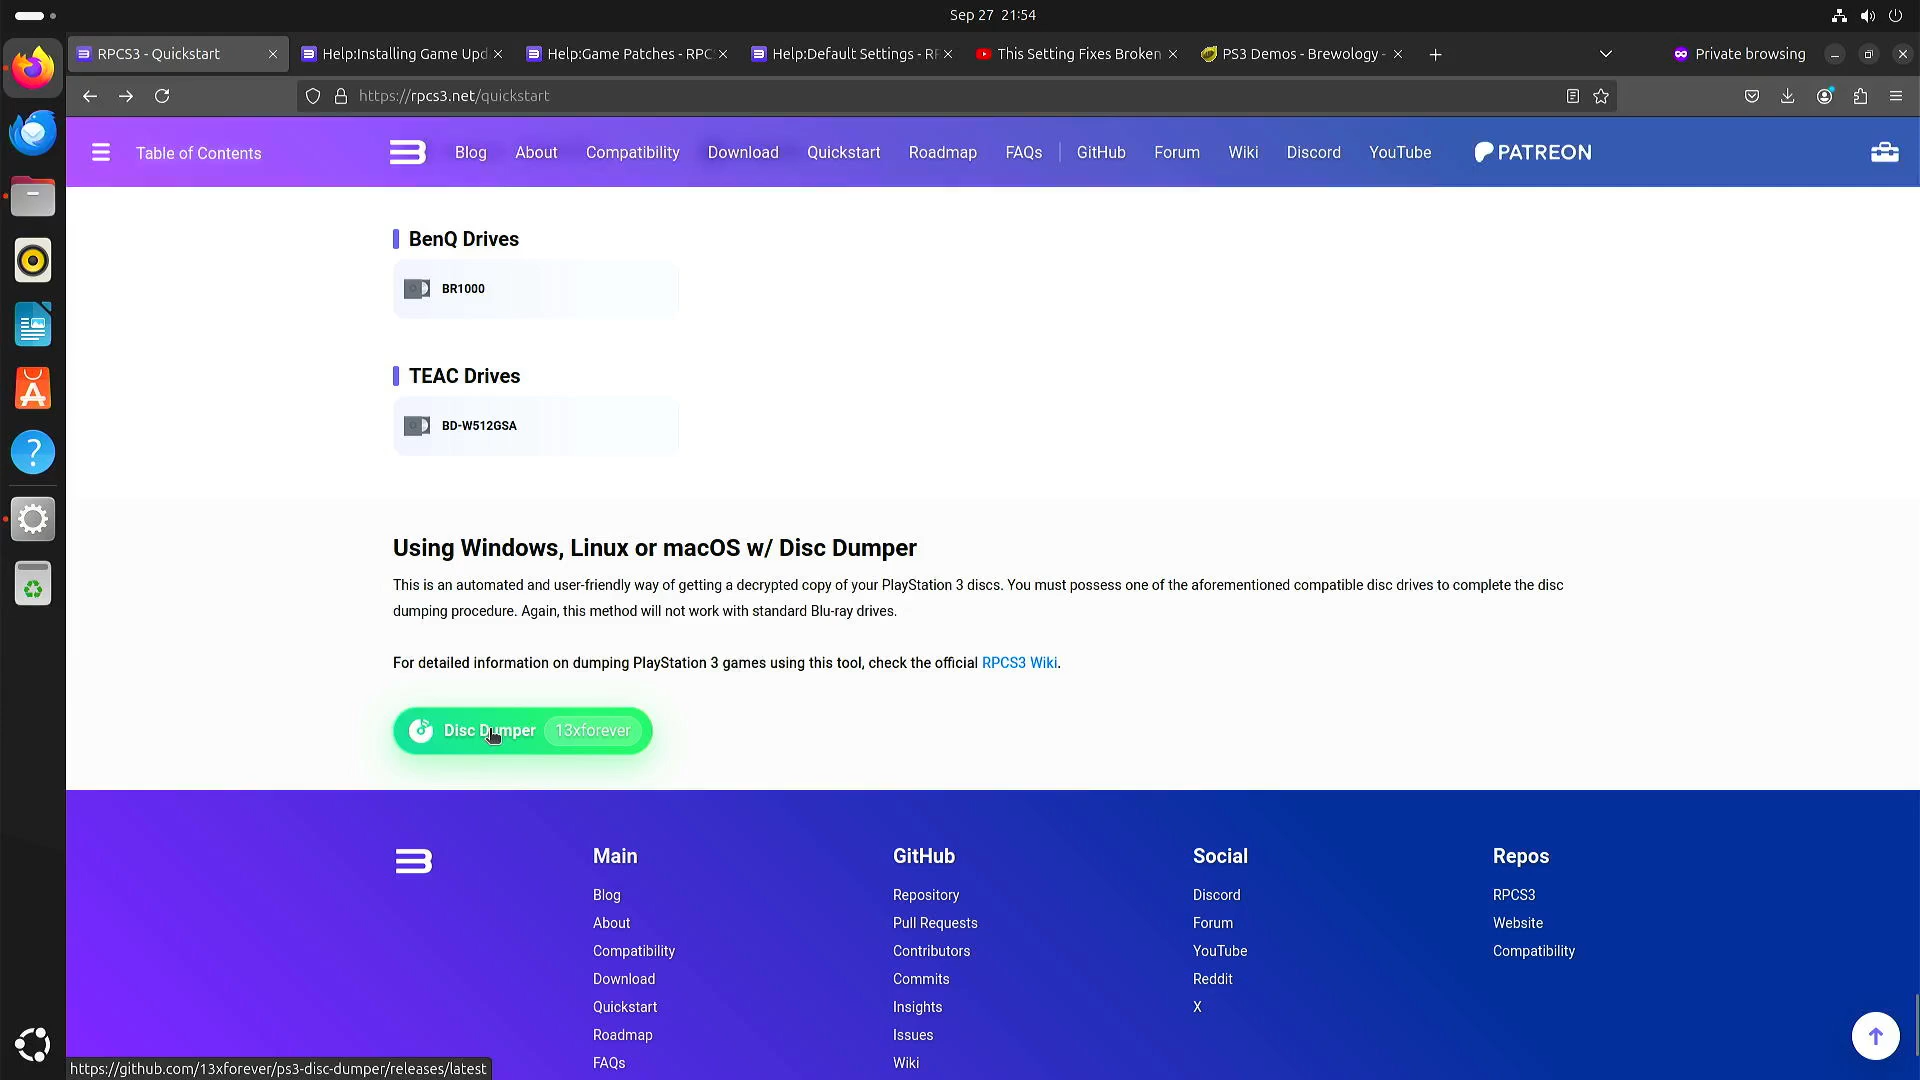 Sep 27 21:54
RPCS3 - Quickstart
Help:Installing Game Upd
Help:Game Patches - RPC
Help:Default Settings - RP
This Setting Fixes Broken
PS3 Demos - Brewology -
Private browsing
https://rpcs3.net/quickstart
Table of Contents
Blog
About
Compatibility
Download
Quickstart
Roadmap
FAQs
GitHub
Forum
Wiki
Discord
YouTube
PATREON
BenQ Drives
BR1000
TEAC Drives
BD-W512GSA
Using Windows, Linux or macOS w/ Disc Dumper
This is an automated and user-friendly way of getting a decrypted copy of your PlayStation 3 discs. You must possess one of the aforementioned compatible disc drives to complete the disc
dumping procedure. Again, this method will not work with standard Blu-ray drives.
For detailed information on dumping PlayStation 3 games using this tool, check the official RPCS3 Wiki.
Disc Dumper 13xforever
Main
Blog
About
Compatibility
Download
Quickstart
Roadmap
FAQs
GitHub
Repository
Pull Requests
Contributors
Commits
Insights
Issues
Wiki
Social
Discord
Forum
YouTube
Reddit
X
Repos
RPCS3
Website
Compatibility
https://github.com/13xforever/ps3-disc-dumper/releases/latest